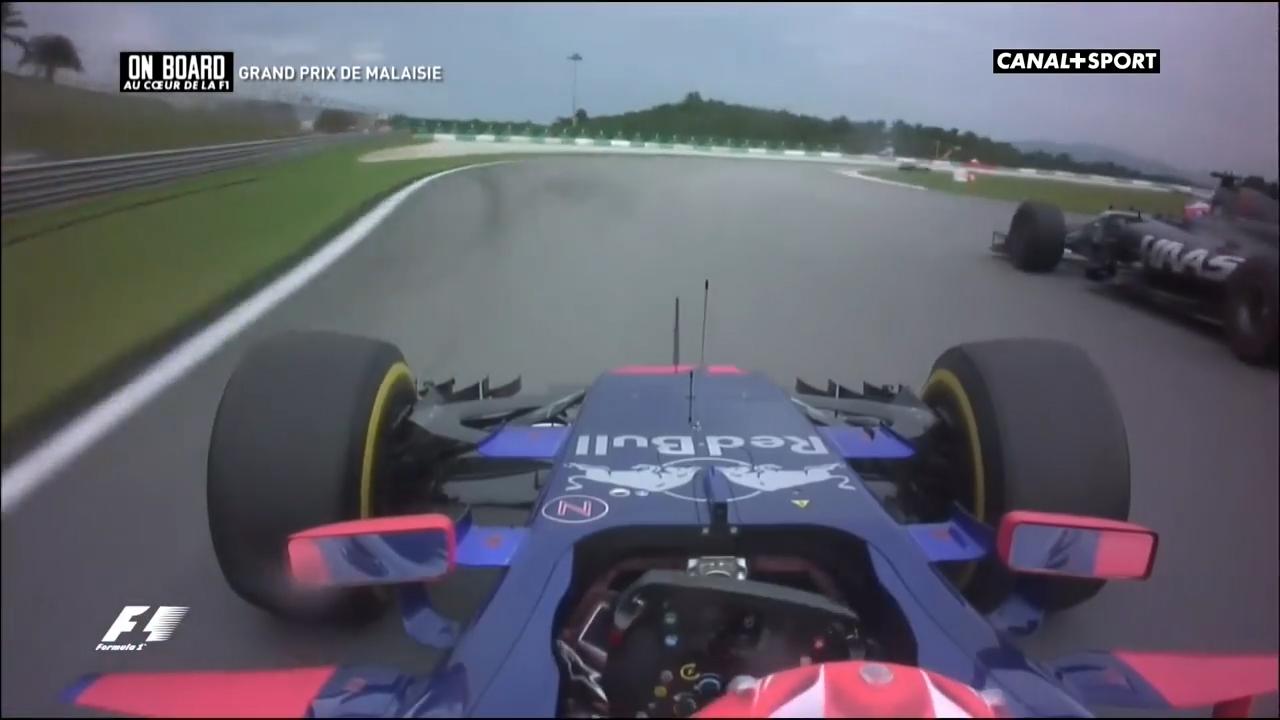 ON BOARD
AU CŒUR DE LA F1
GRAND PRIX DE MALAISIE
CANAL+SPORT
HAAS
Red Bull
F1
Formula 1